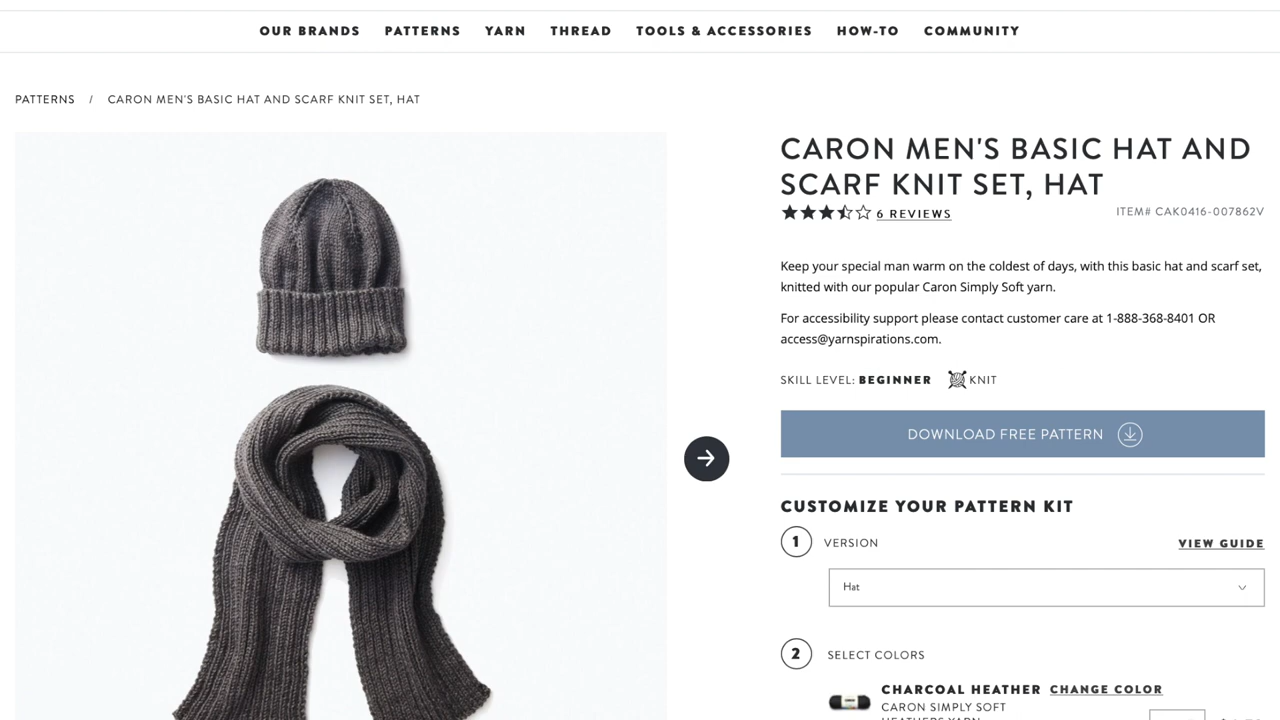 OUR BRANDS PATTERNS YARN THREAD TOOLS & ACCESSORIES HOW-TO COMMUNITY
PATTERNS / CARON MEN'S BASIC HAT AND SCARF KNIT SET, HAT
CARON MEN'S BASIC HAT AND
SCARF KNIT SET, HAT
6 REVIEWS
ITEM# CAK0416-007862V
Keep your special man warm on the coldest of days, with this basic hat and scarf set,
knitted with our popular Caron Simply Soft yarn.
For accessibility support please contact customer care at 1-888-368-8401 OR
access@yarnspirations.com.
SKILL LEVEL: BEGINNER KNIT
DOWNLOAD FREE PATTERN
CUSTOMIZE YOUR PATTERN KIT
1 VERSION VIEW GUIDE
Hat
2 SELECT COLORS
CHARCOAL HEATHER CHANGE COLOR
CARON SIMPLY SOFT